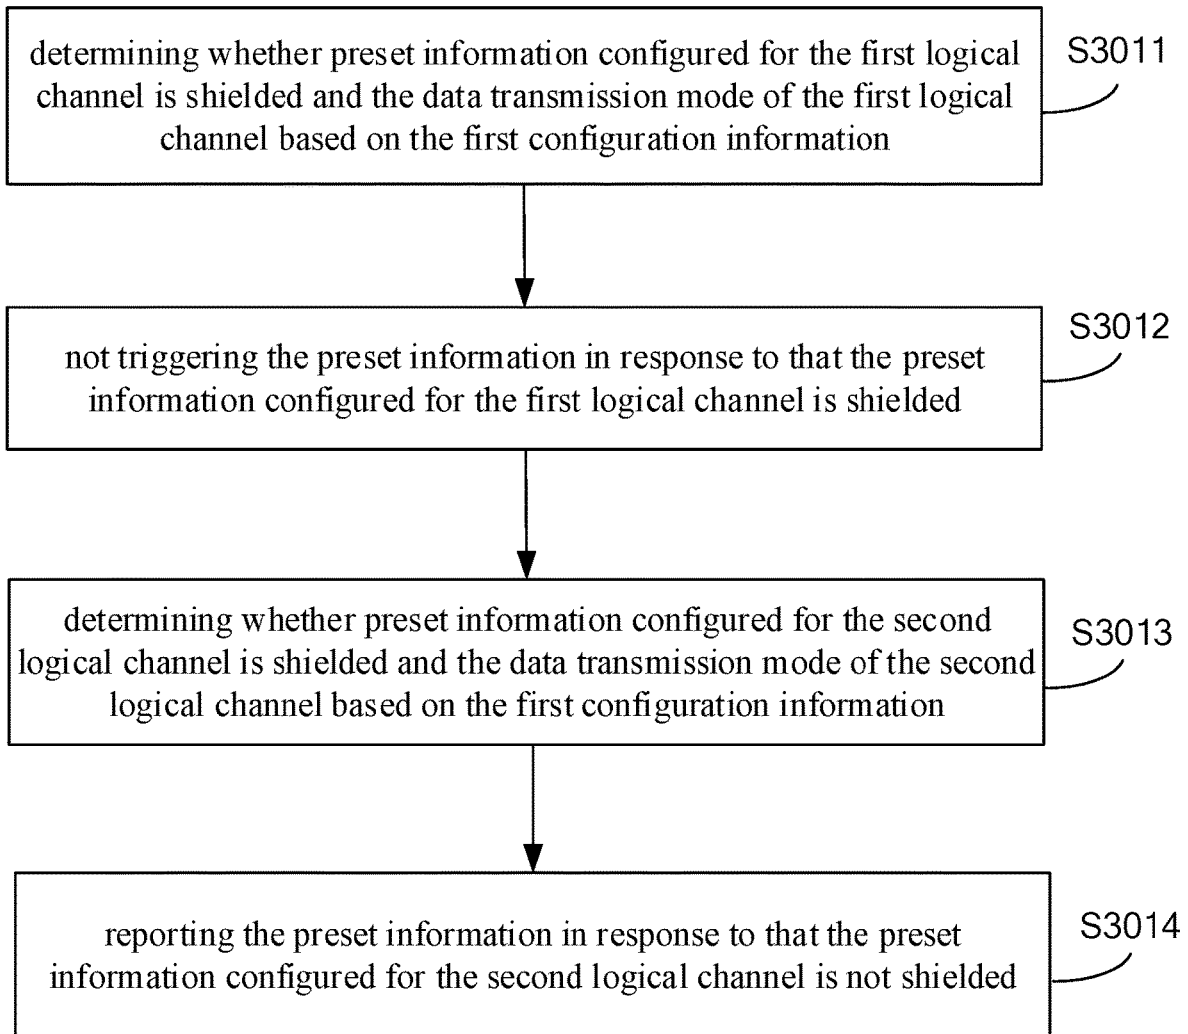 determining whether preset information configured for the first logical
channel is shielded and the data transmission mode of the first logical
channel based on the first configuration information
S3011
not triggering the preset information in response to that the preset
information configured for the first logical channel is shielded
S3012
determining whether preset information configured for the second
logical channel is shielded and the data transmission mode of the second
logical channel based on the first configuration information
S3013
reporting the preset information in response to that the preset
information configured for the second logical channel is not shielded
S3014